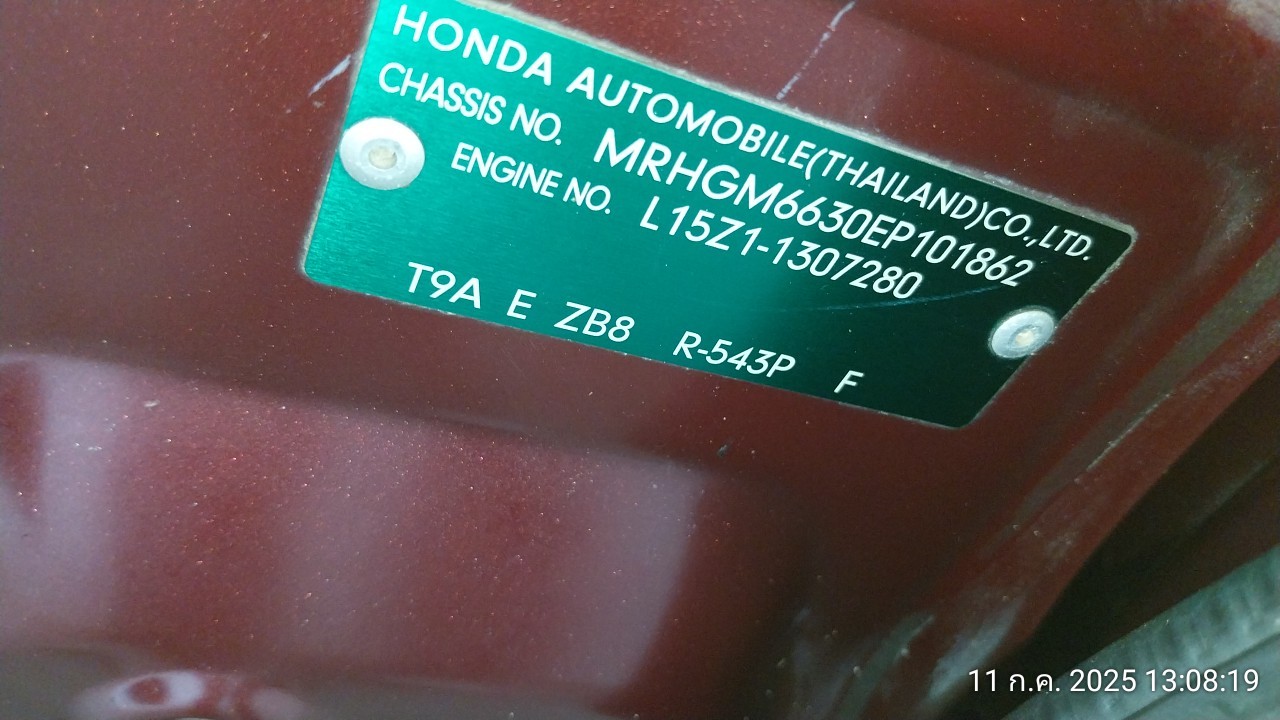 HONDA AUTOMOBILE(THAILAND)CO.,LTD.
CHASSIS NO. MRHGM6630EP101862
ENGINE NO. L15Z1-1307280
T9A E ZB8 R-543P F
11 ก.ค. 2025 13:08:19